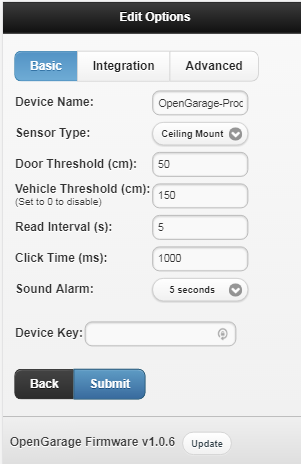 Edit Options
Basic Integration Advanced
Device Name: OpenGarage-Proc
Sensor Type: Ceiling Mount
Door Threshold (cm): 50
Vehicle Threshold (cm): 150
(Set to 0 to disable)
Read Interval (s): 5
Click Time (ms): 1000
Sound Alarm: 5 seconds
Device Key:
Back Submit
OpenGarage Firmware v1.0.6 Update